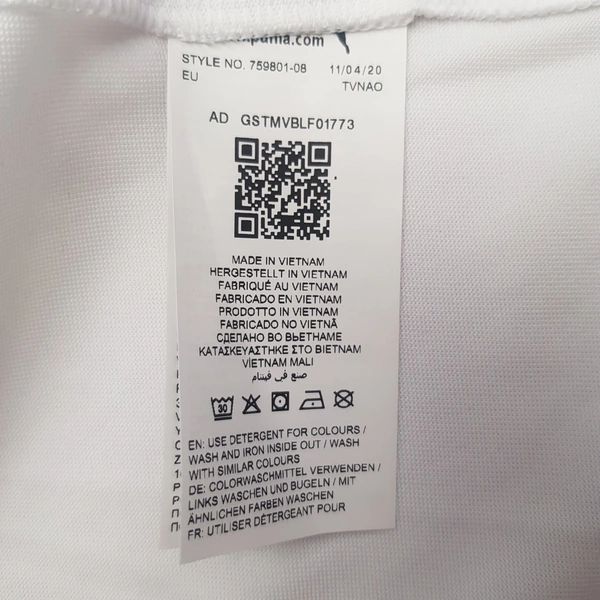 puma.com
STYLE NO. 759801-08 11/04/20
EU TVNAO
AD GSTMVBLF01773
MADE IN VIETNAM
HERGESTELLT IN VIETNAM
FABRIQUÉ AU VIETNAM
FABRICADO EN VIETNAM
PRODOTTO IN VIETNAM
FABRICADO NO VIETNÃ
СДЕЛАНО ВО ВЬЕТНАМЕ
ΚΑΤΑΣΚΕΥΑΣΤΗΚΕ ΣΤΟ ΒΙΕΤΝΑΜ
VİETNAM MALI
صنع في فيتنام
30
EN: USE DETERGENT FOR COLOURS /
WASH AND IRON INSIDE OUT / WASH
WITH SIMILAR COLOURS
DE: COLORWASCHMITTEL VERWENDEN /
LINKS WASCHEN UND BUGELN / MIT
ÄHNLICHEN FARBEN WASCHEN
FR: UTILISER DÉTERGENT POUR